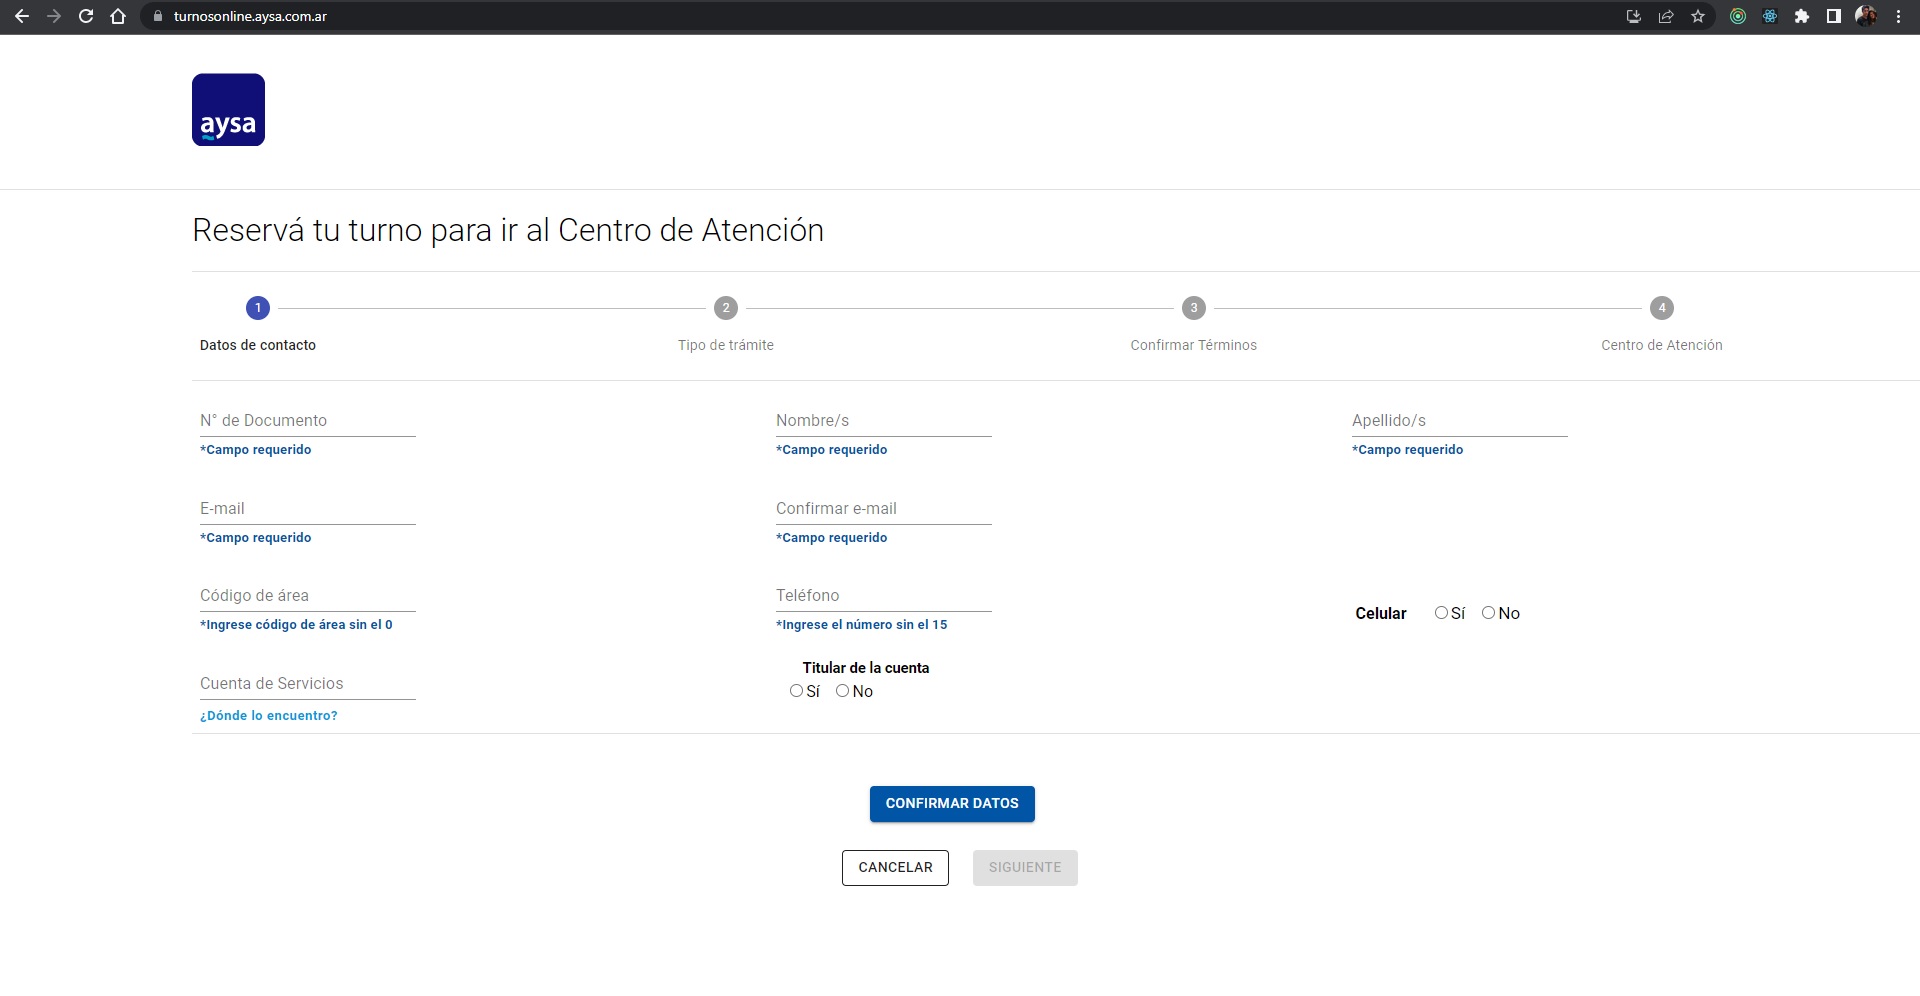 turnosonline.aysa.com.ar
aysa
Reservá tu turno para ir al Centro de Atención
1 2 3 4
Datos de contacto Tipo de trámite Confirmar Términos Centro de Atención
N° de Documento Nombre/s Apellido/s
*Campo requerido *Campo requerido *Campo requerido
E-mail Confirmar e-mail
*Campo requerido *Campo requerido
Código de área Teléfono
*Ingrese código de área sin el 0 *Ingrese el número sin el 15
Celular Sí No
Titular de la cuenta
Cuenta de Servicios Sí No
¿Dónde lo encuentro?
CONFIRMAR DATOS
CANCELAR SIGUIENTE